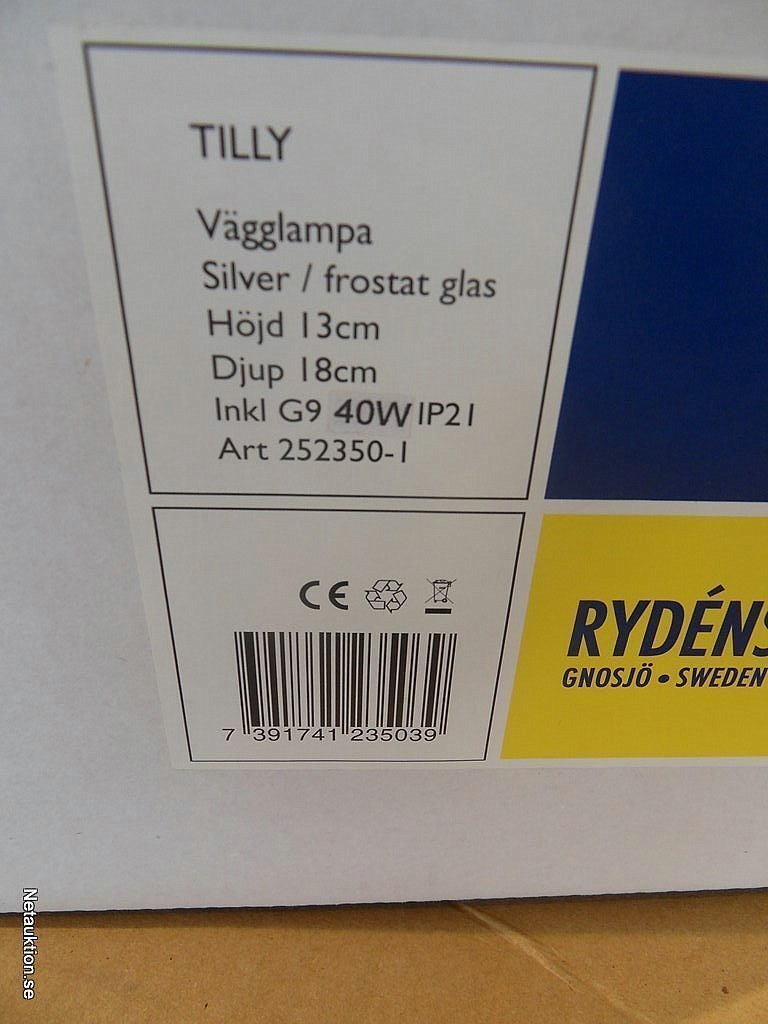 TILLY
Vägglampa
Silver / frostat glas
Höjd 13cm
Djup 18cm
Inkl G9 40W IP21
Art 252350-1
CE
7 391741 235039
RYDÉNS
GNOSJÖ • SWEDEN
Netauktion.se